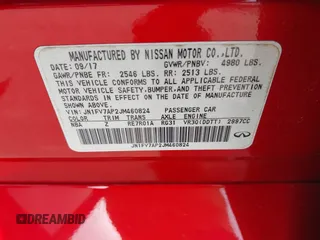 MANUFACTURED BY NISSAN MOTOR CO.,LTD.
DATE 09/17 GVWR/PNBV: 4980 LBS.
GAWR/PNBE FR: 2546 LBS. RR: 2513 LBS.
THIS VEHICLE CONFORMS TO ALL APPLICABLE
FEDERAL MOTOR VEHICLE SAFETY,BUMPER,AND THEFT
PREVENTION STANDARDS IN EFFECT ON THE DATE OF MANUFACTURE
SHOWN ABOVE.
VIN: JN1FV7AP2JM460824 PASSENGER CAR
COLOR TRIM TRANS AXLE ENGINE
NBA Z RE7R01A RG31 VR30(DDTT) 2997CC
JN1FV7AP2JM460824
DREAMBID